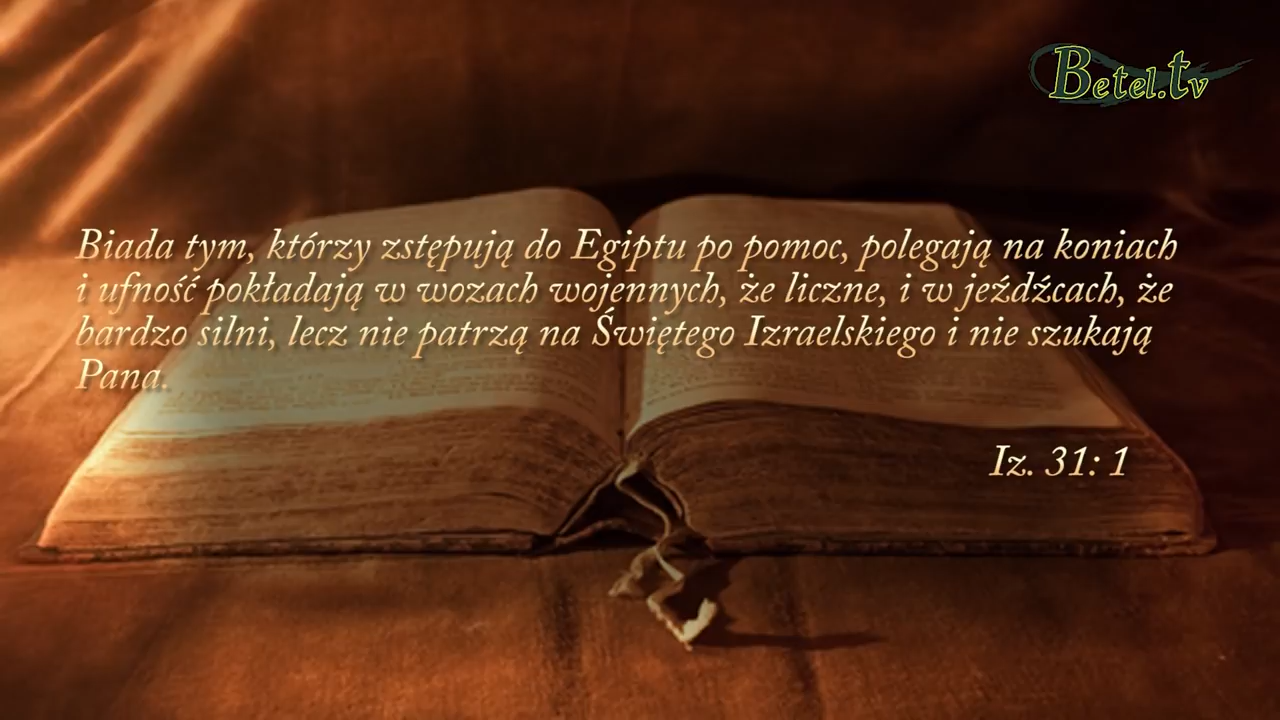 Betel.tv
Biada tym, którzy zstępują do Egiptu po pomoc, polegają na koniach
i ufność pokładają w wozach wojennych, że liczne, i w jeźdźcach, że
bardzo silni, lecz nie patrzą na Świętego Izraelskiego i nie szukają
Pana.
Iz. 31: 1